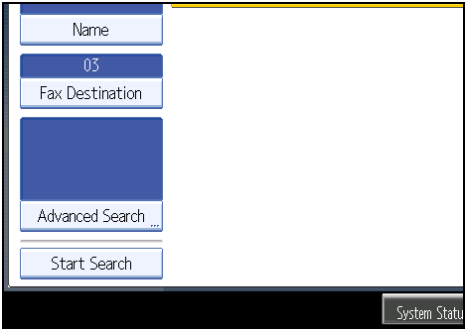 Name
03
Fax Destination
Advanced Search ...
Start Search
System Statu